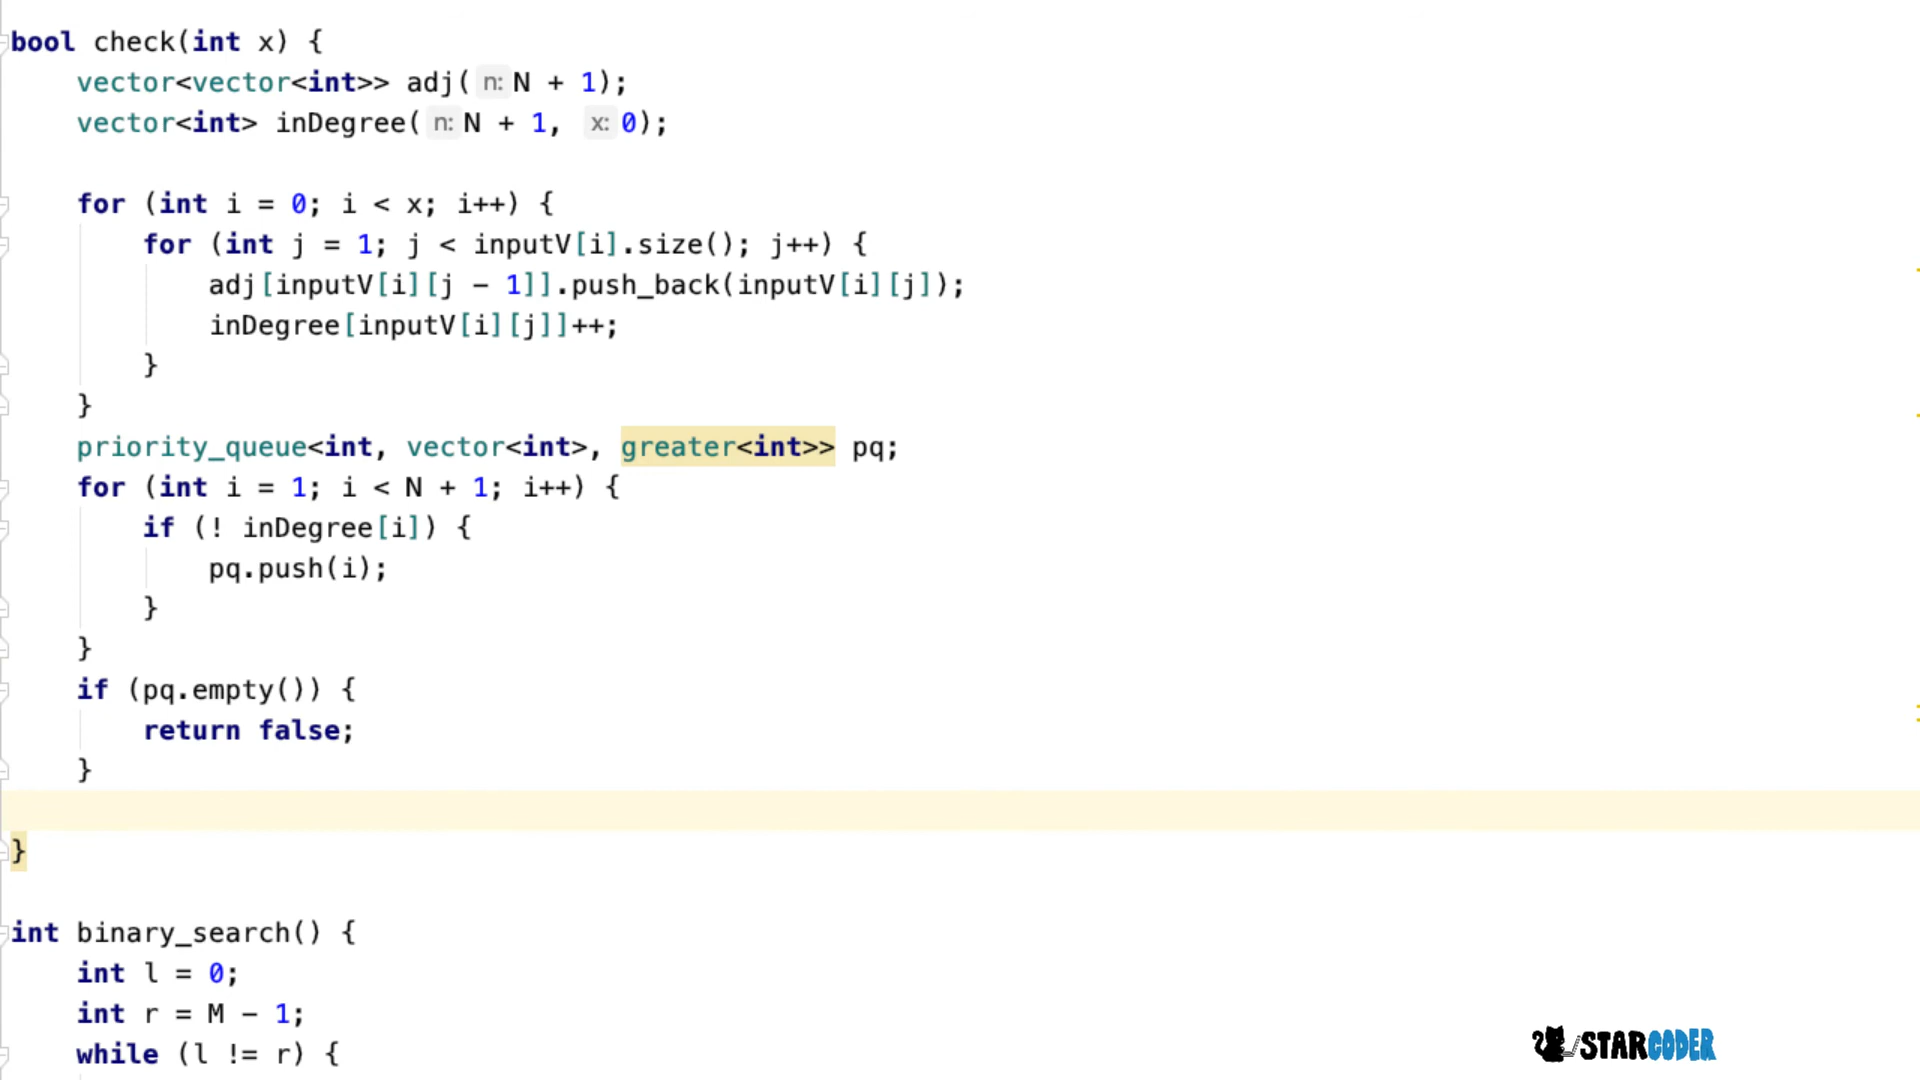 bool check(int x) {
    vector<vector<int>> adj( n: N + 1);
    vector<int> inDegree( n: N + 1, x: 0);

    for (int i = 0; i < x; i++) {
        for (int j = 1; j < inputV[i].size(); j++) {
            adj[inputV[i][j - 1]].push_back(inputV[i][j]);
            inDegree[inputV[i][j]]++;
        }
    }
    priority_queue<int, vector<int>, greater<int>> pq;
    for (int i = 1; i < N + 1; i++) {
        if (! inDegree[i]) {
            pq.push(i);
        }
    }
    if (pq.empty()) {
        return false;
    }

}

int binary_search() {
    int l = 0;
    int r = M - 1;
    while (l != r) {
STARCODER